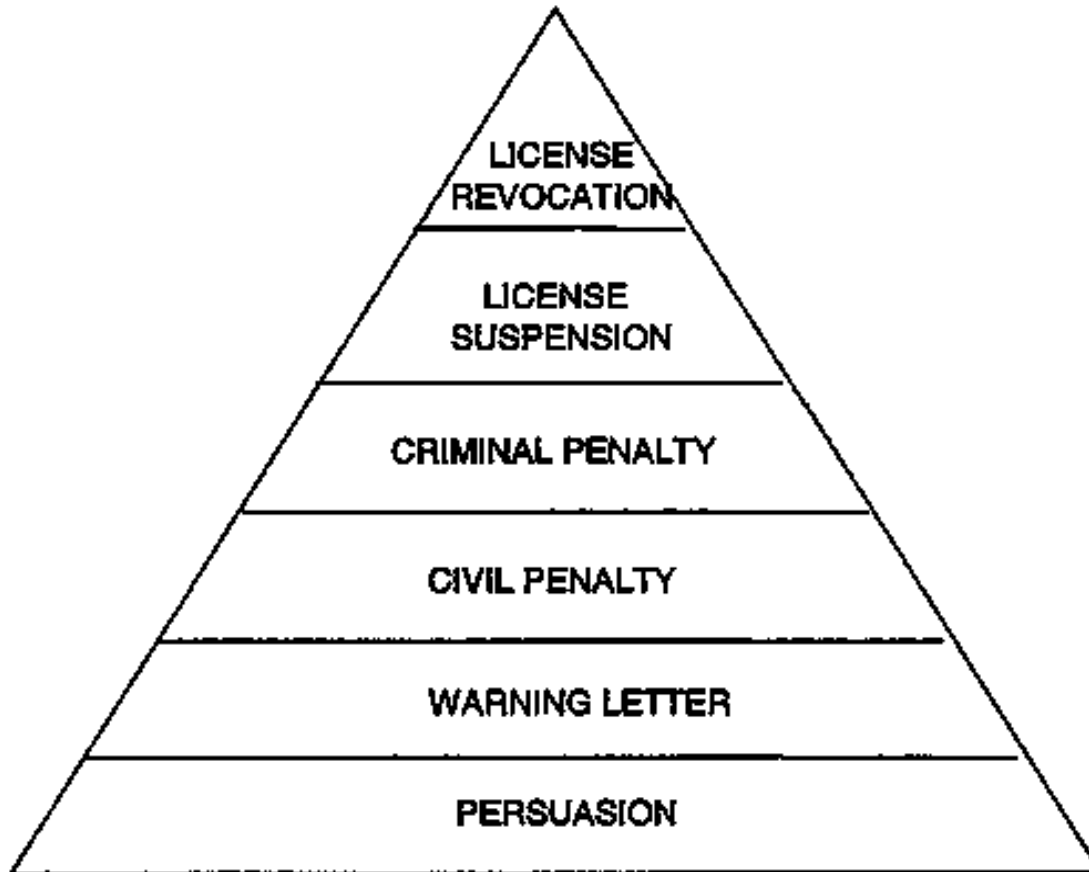 LICENSE
REVOCATION
LICENSE
SUSPENSION
CRIMINAL PENALTY
CIVIL PENALTY
WARNING LETTER
PERSUASION